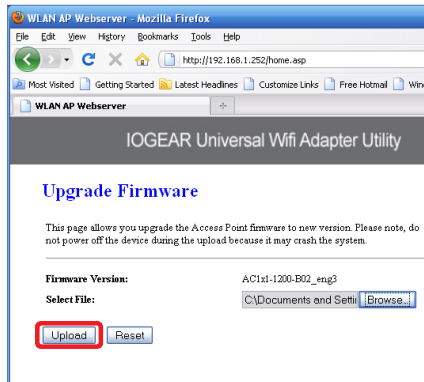 WLAN AP Webserver - Mozilla Firefox
File Edit View History Bookmarks Tools Help
http://192.168.1.252/home.asp
Most Visited Getting Started Latest Headlines Customize Links Free Hotmail
WLAN AP Webserver
IOGEAR Universal Wifi Adapter Utility
Upgrade Firmware
This page allows you upgrade the Access Point firmware to new version. Please note, do
not power off the device during the upload because it may crash the system.
Firmware Version: AC1x1-1200-B02_eng3
Select File: C:\Documents and Settin Browse...
Upload Reset